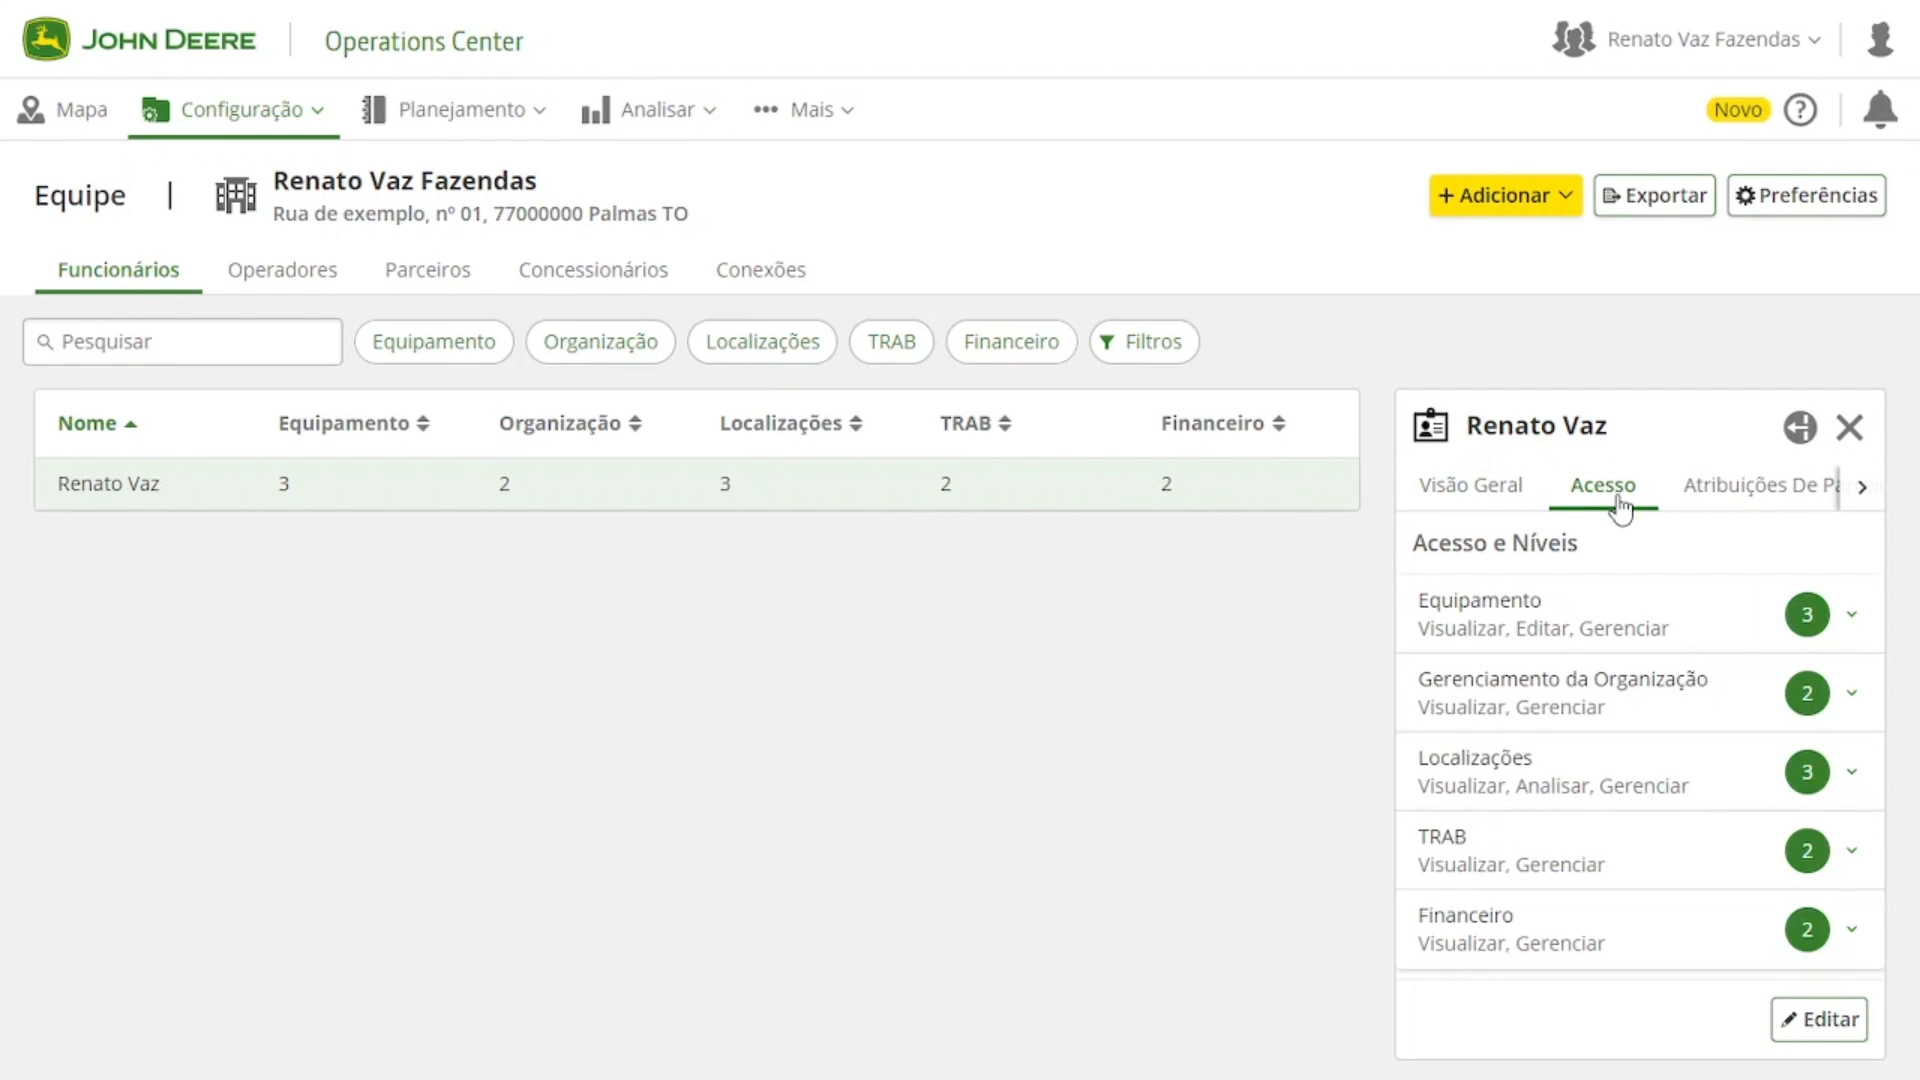 JOHN DEERE
Operations Center
Renato Vaz Fazendas
Mapa
Configuração
Planejamento
Analisar
Mais
Novo
?
Equipe
Renato Vaz Fazendas
Rua de exemplo, nº 01, 77000000 Palmas TO
+ Adicionar
Exportar
Preferências
Funcionários
Operadores
Parceiros
Concessionários
Conexões
Pesquisar
Equipamento
Organização
Localizações
TRAB
Financeiro
Filtros
Nome Equipamento Organização Localizações TRAB Financeiro
Renato Vaz 3 2 3 2 2
Renato Vaz
Visão Geral
Acesso
Atribuições De
Acesso e Níveis
Equipamento
Visualizar, Editar, Gerenciar
3
Gerenciamento da Organização
Visualizar, Gerenciar
2
Localizações
Visualizar, Analisar, Gerenciar
3
TRAB
Visualizar, Gerenciar
2
Financeiro
Visualizar, Gerenciar
2
Editar